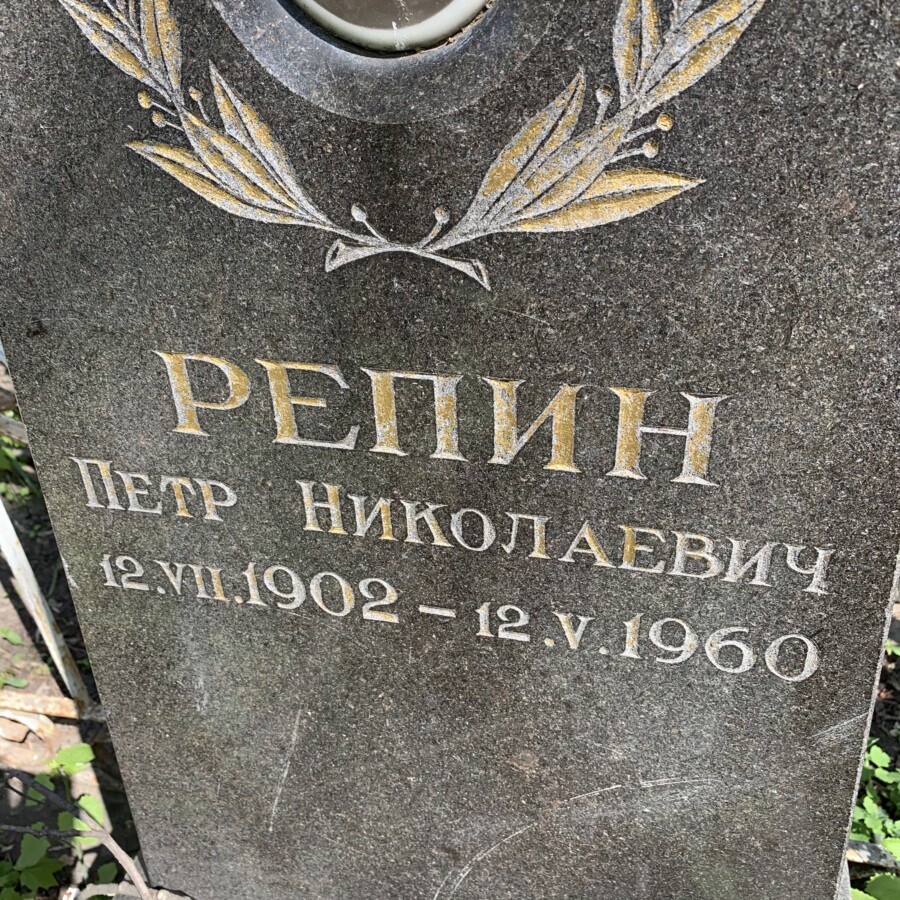 РЕПИН
Петр Николаевич
12.VII.1902 – 12.V.1960